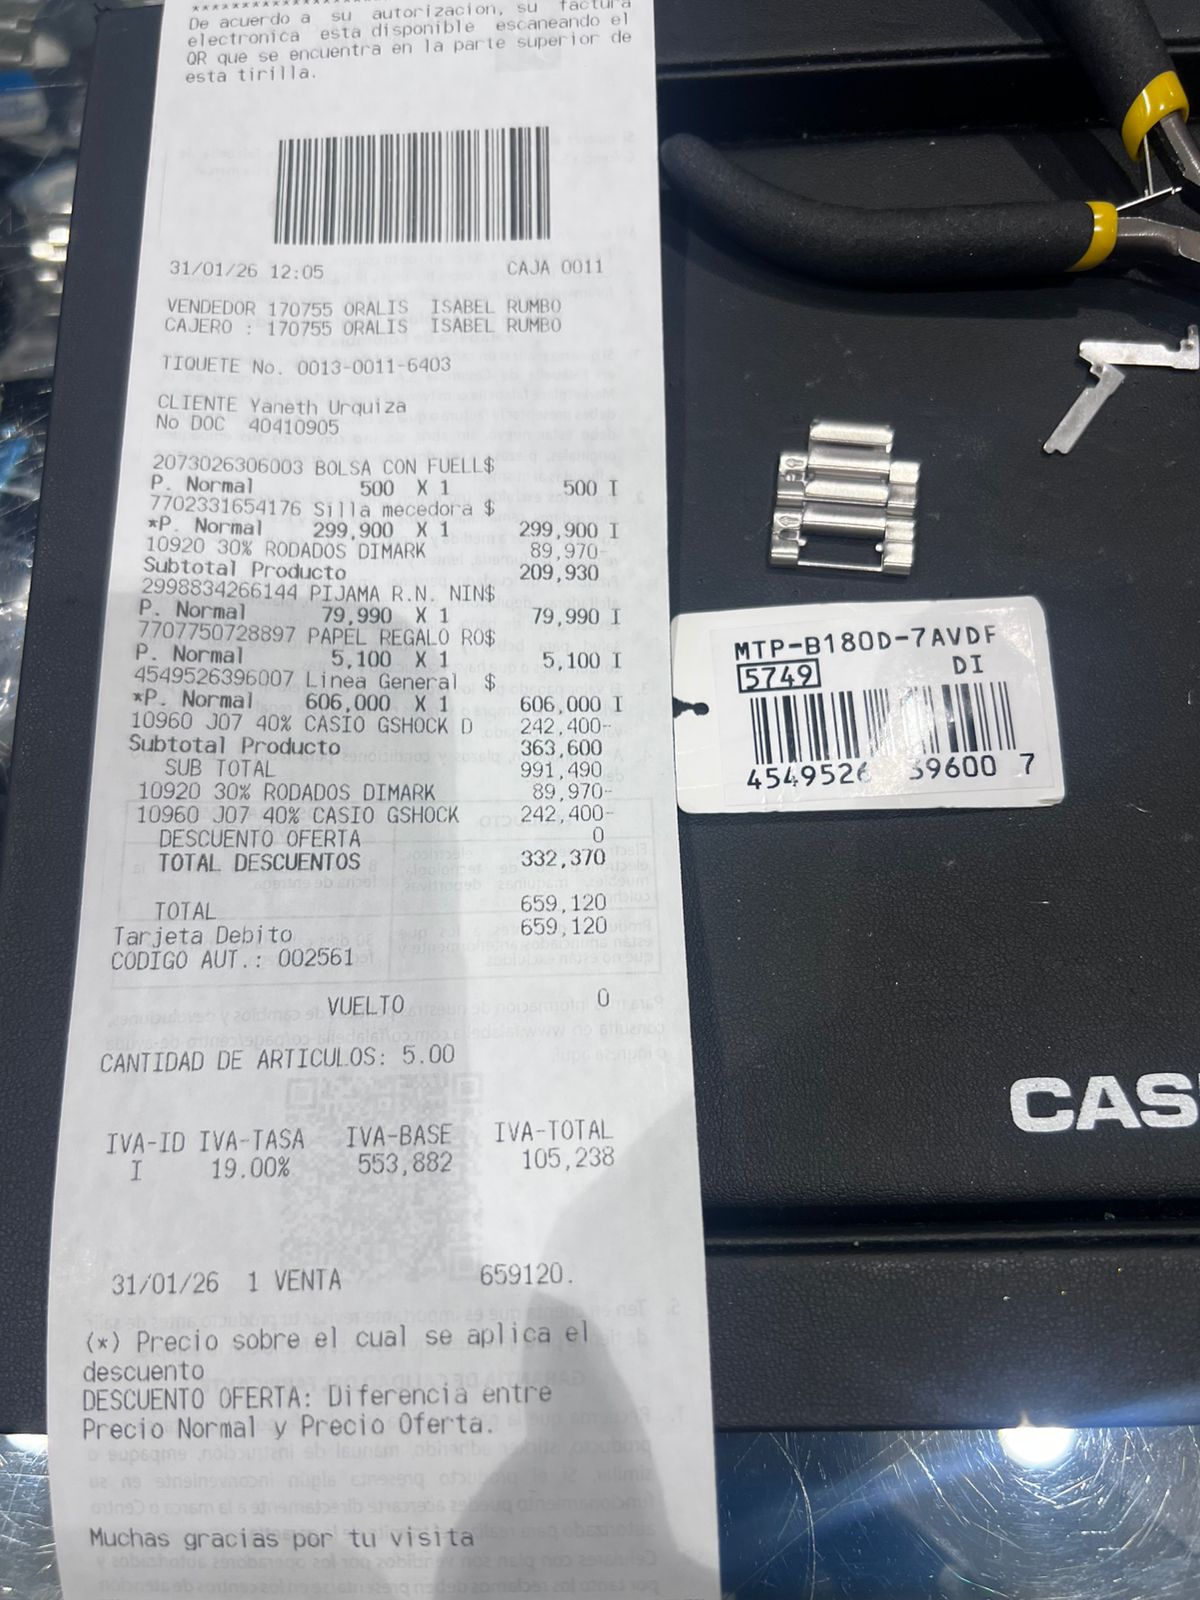 De acuerdo a su autorizacion, su factura
electronica esta disponible escaneando el
QR que se encuentra en la parte superior de
esta tirilla.
31/01/26 12:05 CAJA 0011
VENDEDOR 170755 ORALIS ISABEL RUMBO
CAJERO : 170755 ORALIS ISABEL RUMBO
TIQUETE No. 0013-0011-6403
CLIENTE Yaneth Urquiza
No DOC 40410905
2073026306003 BOLSA CON FUELL$
P. Normal 500 X 1 500 I
7702331654176 Silla mecedora $
*P. Normal 299,900 X 1 299,900 I
10920 30% RODADOS DIMARK 89,970-
Subtotal Producto 209,930
2998834266144 PIJAMA R.N. NIN$
P. Normal 79,990 X 1 79,990 I
7707750728897 PAPEL REGALO RO$
P. Normal 5,100 X 1 5,100 I
4549526396007 Linea General $
*P. Normal 606,000 X 1 606,000 I
10960 J07 40% CASIO GSHOCK D 242,400-
Subtotal Producto 363,600
SUB TOTAL 991,490
10920 30% RODADOS DIMARK 89,970-
10960 J07 40% CASIO GSHOCK 242,400-
DESCUENTO OFERTA 0
TOTAL DESCUENTOS 332,370
TOTAL 659,120
Tarjeta Debito 659,120
CODIGO AUT.: 002561
VUELTO 0
CANTIDAD DE ARTICULOS: 5.00
IVA-ID IVA-TASA IVA-BASE IVA-TOTAL
I 19.00% 553,882 105,238
31/01/26 1 VENTA 659120.
(*) Precio sobre el cual se aplica el
descuento
DESCUENTO OFERTA: Diferencia entre
Precio Normal y Precio Oferta.
Muchas gracias por tu visita
MTP-B180D-7AVDF
5749 DI
4549526 39600 7
CAS